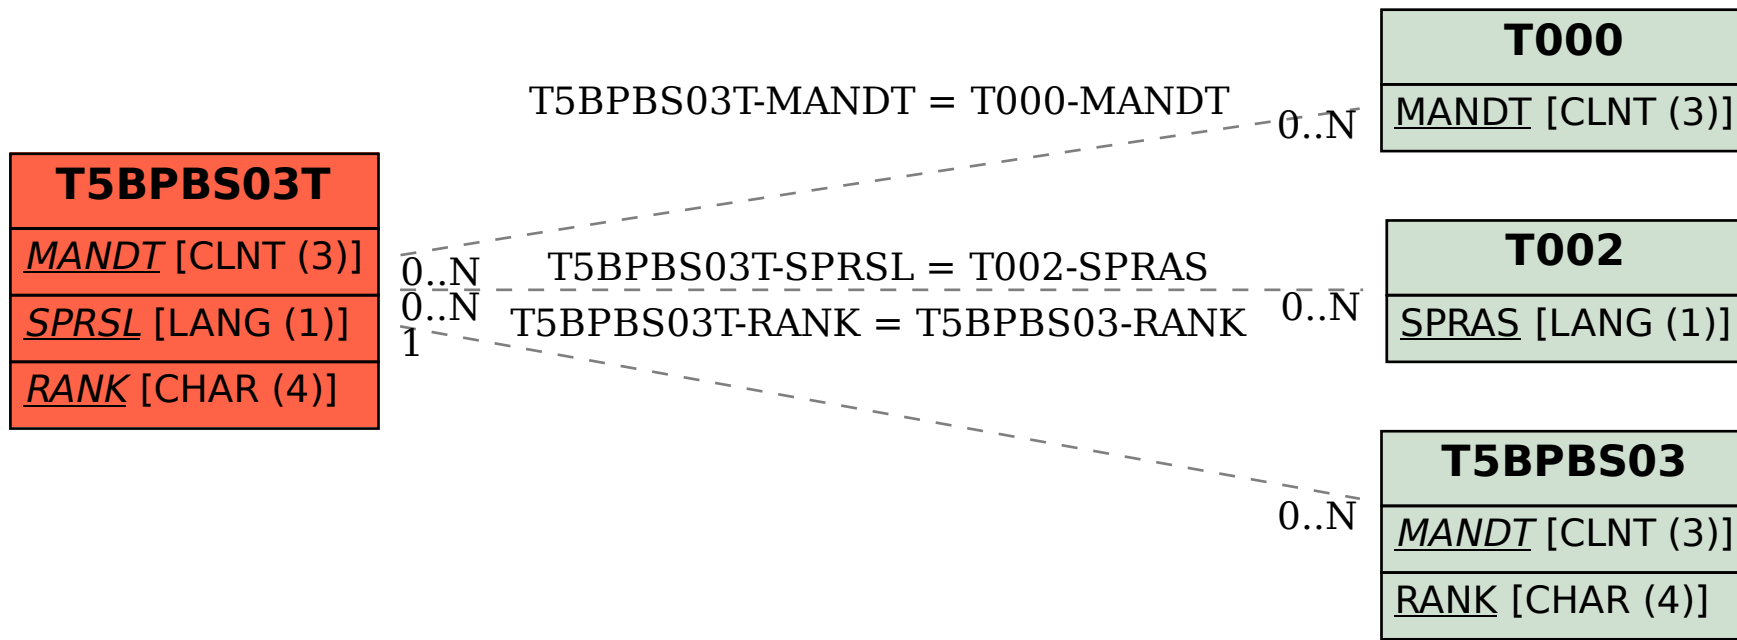 T5BPBS03T
MANDT [CLNT (3)]
SPRSL [LANG (1)]
RANK [CHAR (4)]
T5BPBS03T-MANDT = T000-MANDT
0..N
0..N
T5BPBS03T-SPRSL = T002-SPRAS
0..N
0..N
T5BPBS03T-RANK = T5BPBS03-RANK
1
0..N
T000
MANDT [CLNT (3)]
T002
SPRAS [LANG (1)]
T5BPBS03
MANDT [CLNT (3)]
RANK [CHAR (4)]